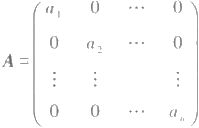 A = ( a₁ 0 ⋯ 0
0 a₂ ⋯ 0
⋮ ⋮ ⋮
0 0 ⋯ aₙ )